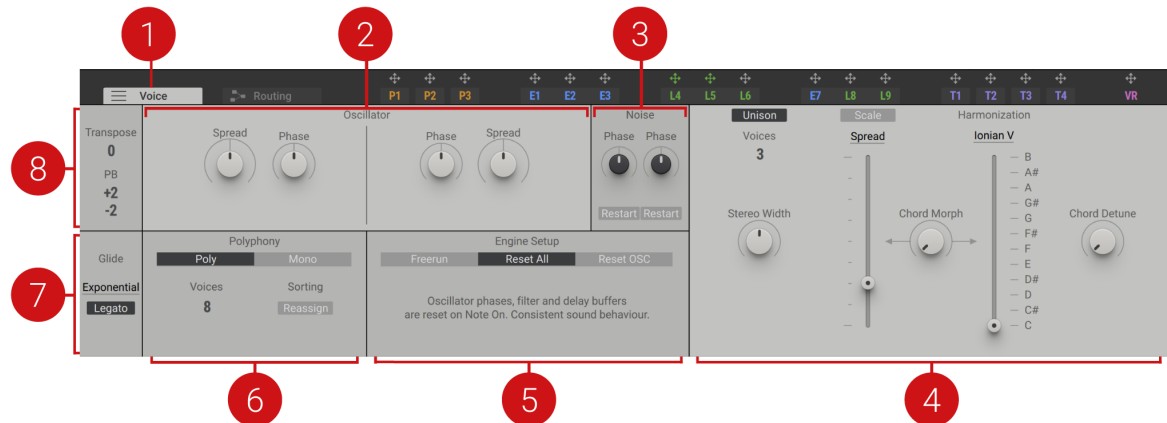 1 2 3
Voice Routing P1 P2 P3 E1 E2 E3 L4 L5 L6 E7 L8 L9 T1 T2 T3 T4 VR
Oscillator Noise Unison Scale Harmonization
Transpose Spread Phase Phase Spread Phase Phase Voices Spread Ionian V
0 3
B
8 PB A#
+2 A
-2 G#
Restart Restart Stereo Width Chord Morph G Chord Detune
F#
Polyphony Engine Setup F
Glide Poly Mono Freerun Reset All Reset OSC E
D#
7 Exponential Voices Sorting D
Legato 8 Reassign Oscillator phases, filter and delay buffers C#
are reset on Note On. Consistent sound behaviour. C
6 5 4